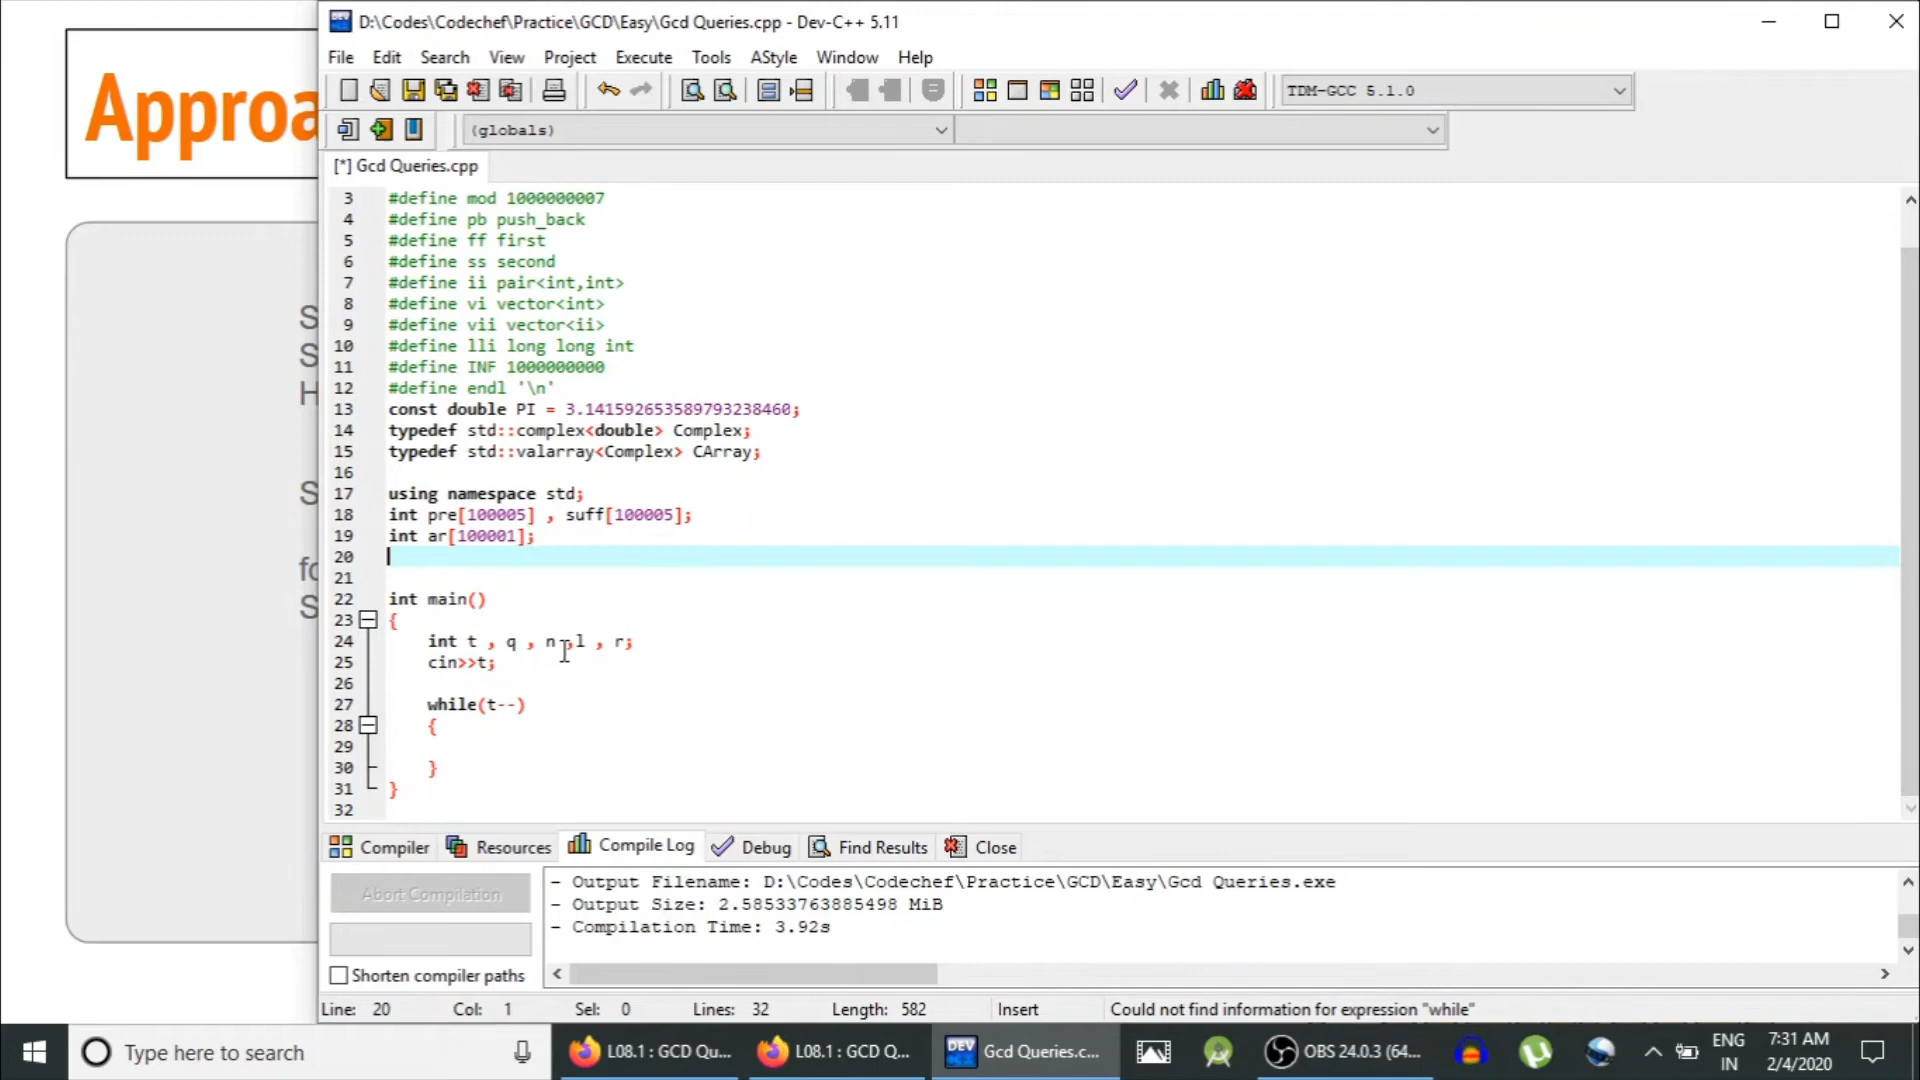 D:\Codes\Codechef\Practice\GCD\Easy\Gcd Queries.cpp - Dev-C++ 5.11
File Edit Search View Project Execute Tools AStyle Window Help
TDM-GCC 5.1.0
(globals)
[*] Gcd Queries.cpp
Approa
S
S
H
S
fo
S
3 #define mod 1000000007
4 #define pb push_back
5 #define ff first
6 #define ss second
7 #define ii pair<int,int>
8 #define vi vector<int>
9 #define vii vector<ii>
10 #define lli long long int
11 #define INF 1000000000
12 #define endl '\n'
13 const double PI = 3.141592653589793238460;
14 typedef std::complex<double> Complex;
15 typedef std::valarray<Complex> CArray;
16
17 using namespace std;
18 int pre[100005] , suff[100005];
19 int ar[100001];
20
21
22 int main()
23 {
24 int t , q , n ,l , r;
25 cin>>t;
26
27 while(t--)
28 {
29
30 }
31 }
32
Compiler Resources Compile Log Debug Find Results Close
Abort Compilation
Shorten compiler paths
- Output Filename: D:\Codes\Codechef\Practice\GCD\Easy\Gcd Queries.exe
- Output Size: 2.58533763885498 MiB
- Compilation Time: 3.92s
Line: 20 Col: 1 Sel: 0 Lines: 32 Length: 582 Insert Could not find information for expression "while"
Type here to search
L08.1 : GCD Qu...
L08.1 : GCD Q...
DEV
Gcd Queries.c...
OBS 24.0.3 (64...
ENG
IN
7:31 AM
2/4/2020